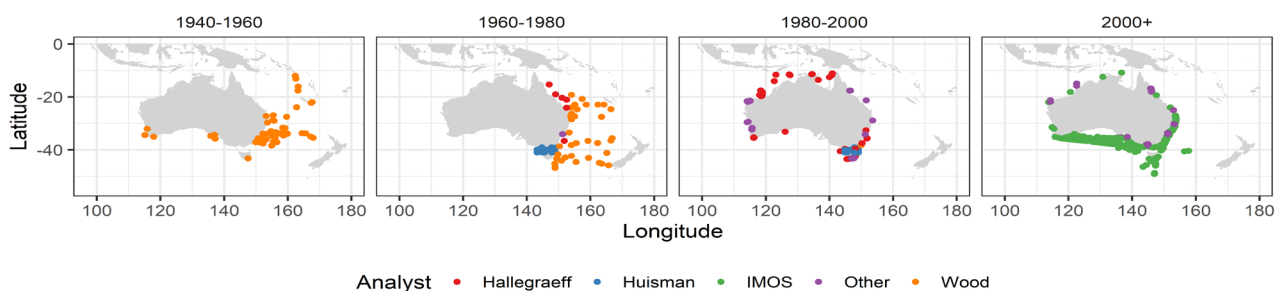 1940-1960 1960-1980 1980-2000 2000+
Latitude
0
-20
-40
100 120 140 160 180 100 120 140 160 180 100 120 140 160 180 100 120 140 160 180
Longitude
Analyst Hallegraeff Huisman IMOS Other Wood